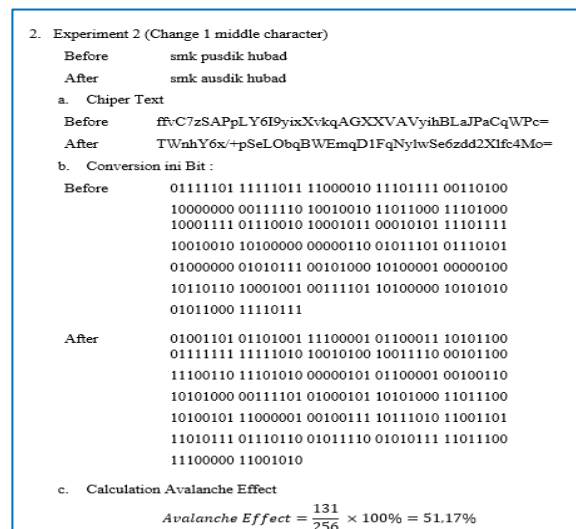 2. Experiment 2 (Change 1 middle character)
Before smk pusdik hubad
After smk ausdik hubad
a. Chiper Text
Before ffvC7zSAPpLY6I9yixXvkqAGXXVAVyihBLaJPaCqWPc=
After TWnhY6x/+pSeLObqBWEmqD1FqNylwSe6zdd2Xlfc4Mo=
b. Conversion ini Bit :
Before 01111101 11111011 11000010 11101111 00110100
10000000 00111110 10010010 11011000 11101000
10001111 01110010 10001011 00010101 11101111
10010010 10100000 00000110 01011101 01110101
01000000 01010111 00101000 10100001 00000100
10110110 10001001 00111101 10100000 10101010
01011000 11110111
After 01001101 01101001 11100001 01100011 10101100
01111111 11111010 10010100 10011110 00101100
11100110 11101010 00000101 01100001 00100110
10101000 00111101 01000101 10101000 11011100
10100101 11000001 00100111 10111010 11001101
11010111 01110110 01011110 01010111 11011100
11100000 11001010
c. Calculation Avalanche Effect
Avalanche Effect = 131/256 × 100% = 51,17%